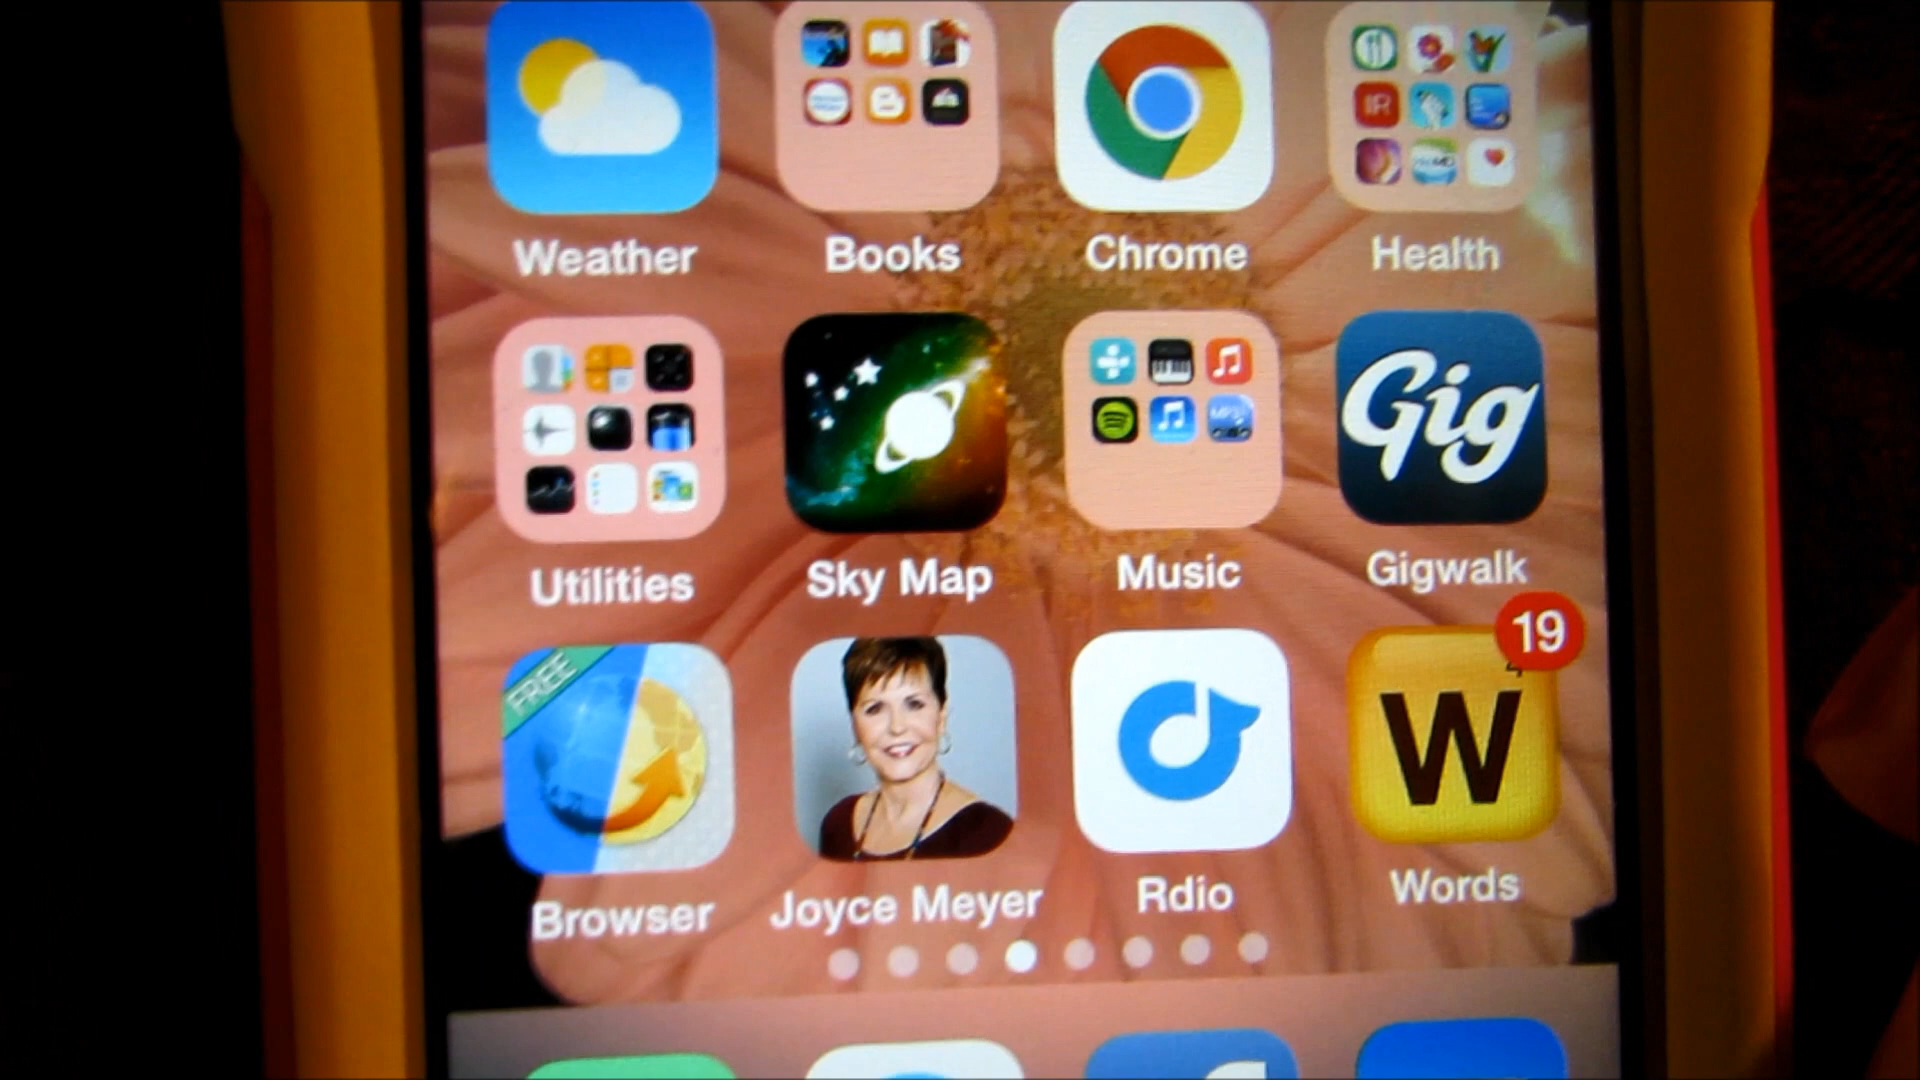 Weather Books Chrome Health
Gig
Utilities Sky Map Music Gigwalk
19
FREE
W
Browser Joyce Meyer Rdio Words